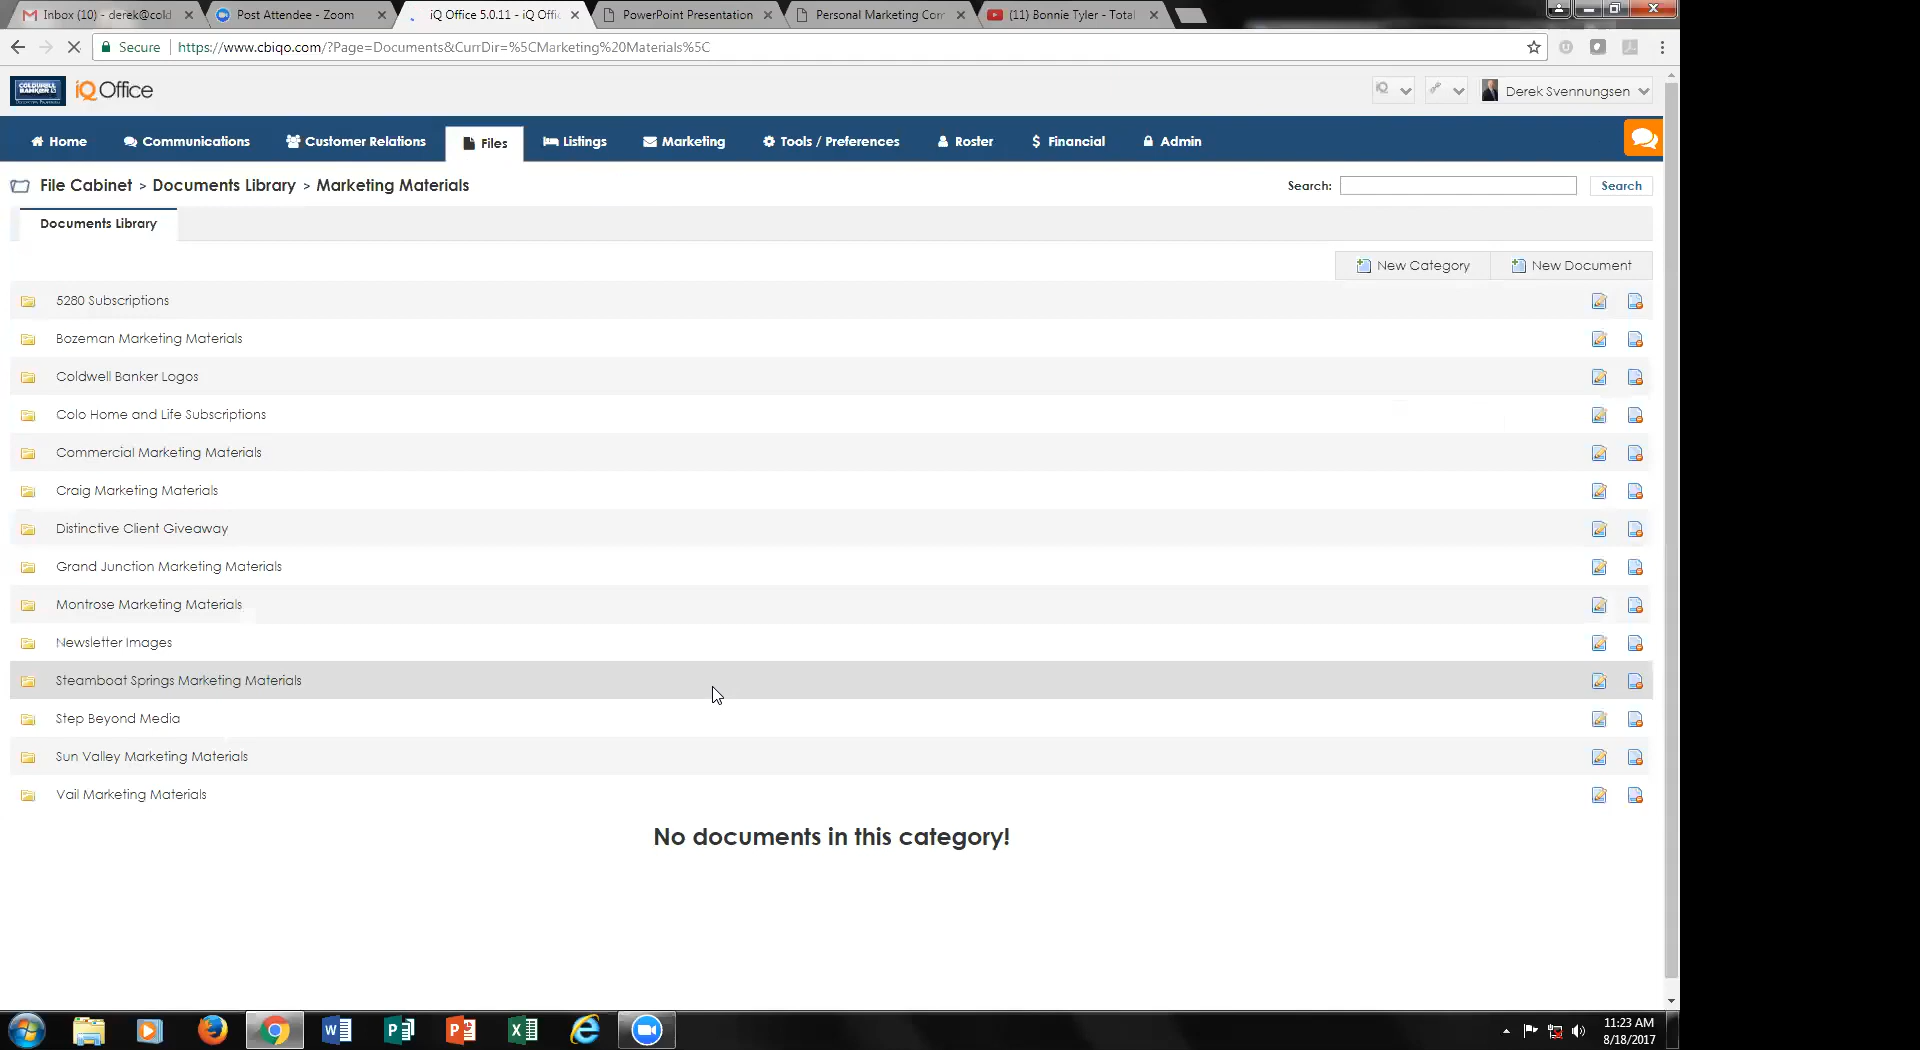 Inbox (10) - derek@cold
Post Attendee - Zoom
iQ Office 5.0.11 - iQ Offic
PowerPoint Presentation
Personal Marketing Com
(11) Bonnie Tyler - Total
Secure https://www.cbiqo.com/?Page=Documents&CurrDir=%5CMarketing%20Materials%5C
COLDWELL BANKER
iQ Office
iQ
Derek Svennungsen
Home
Communications
Customer Relations
Files
Listings
Marketing
Tools / Preferences
Roster
$ Financial
Admin
File Cabinet > Documents Library > Marketing Materials
Search:
Search
Documents Library
New Category
New Document
5280 Subscriptions
Bozeman Marketing Materials
Coldwell Banker Logos
Colo Home and Life Subscriptions
Commercial Marketing Materials
Craig Marketing Materials
Distinctive Client Giveaway
Grand Junction Marketing Materials
Montrose Marketing Materials
Newsletter Images
Steamboat Springs Marketing Materials
Step Beyond Media
Sun Valley Marketing Materials
Vail Marketing Materials
No documents in this category!
11:23 AM
8/18/2017